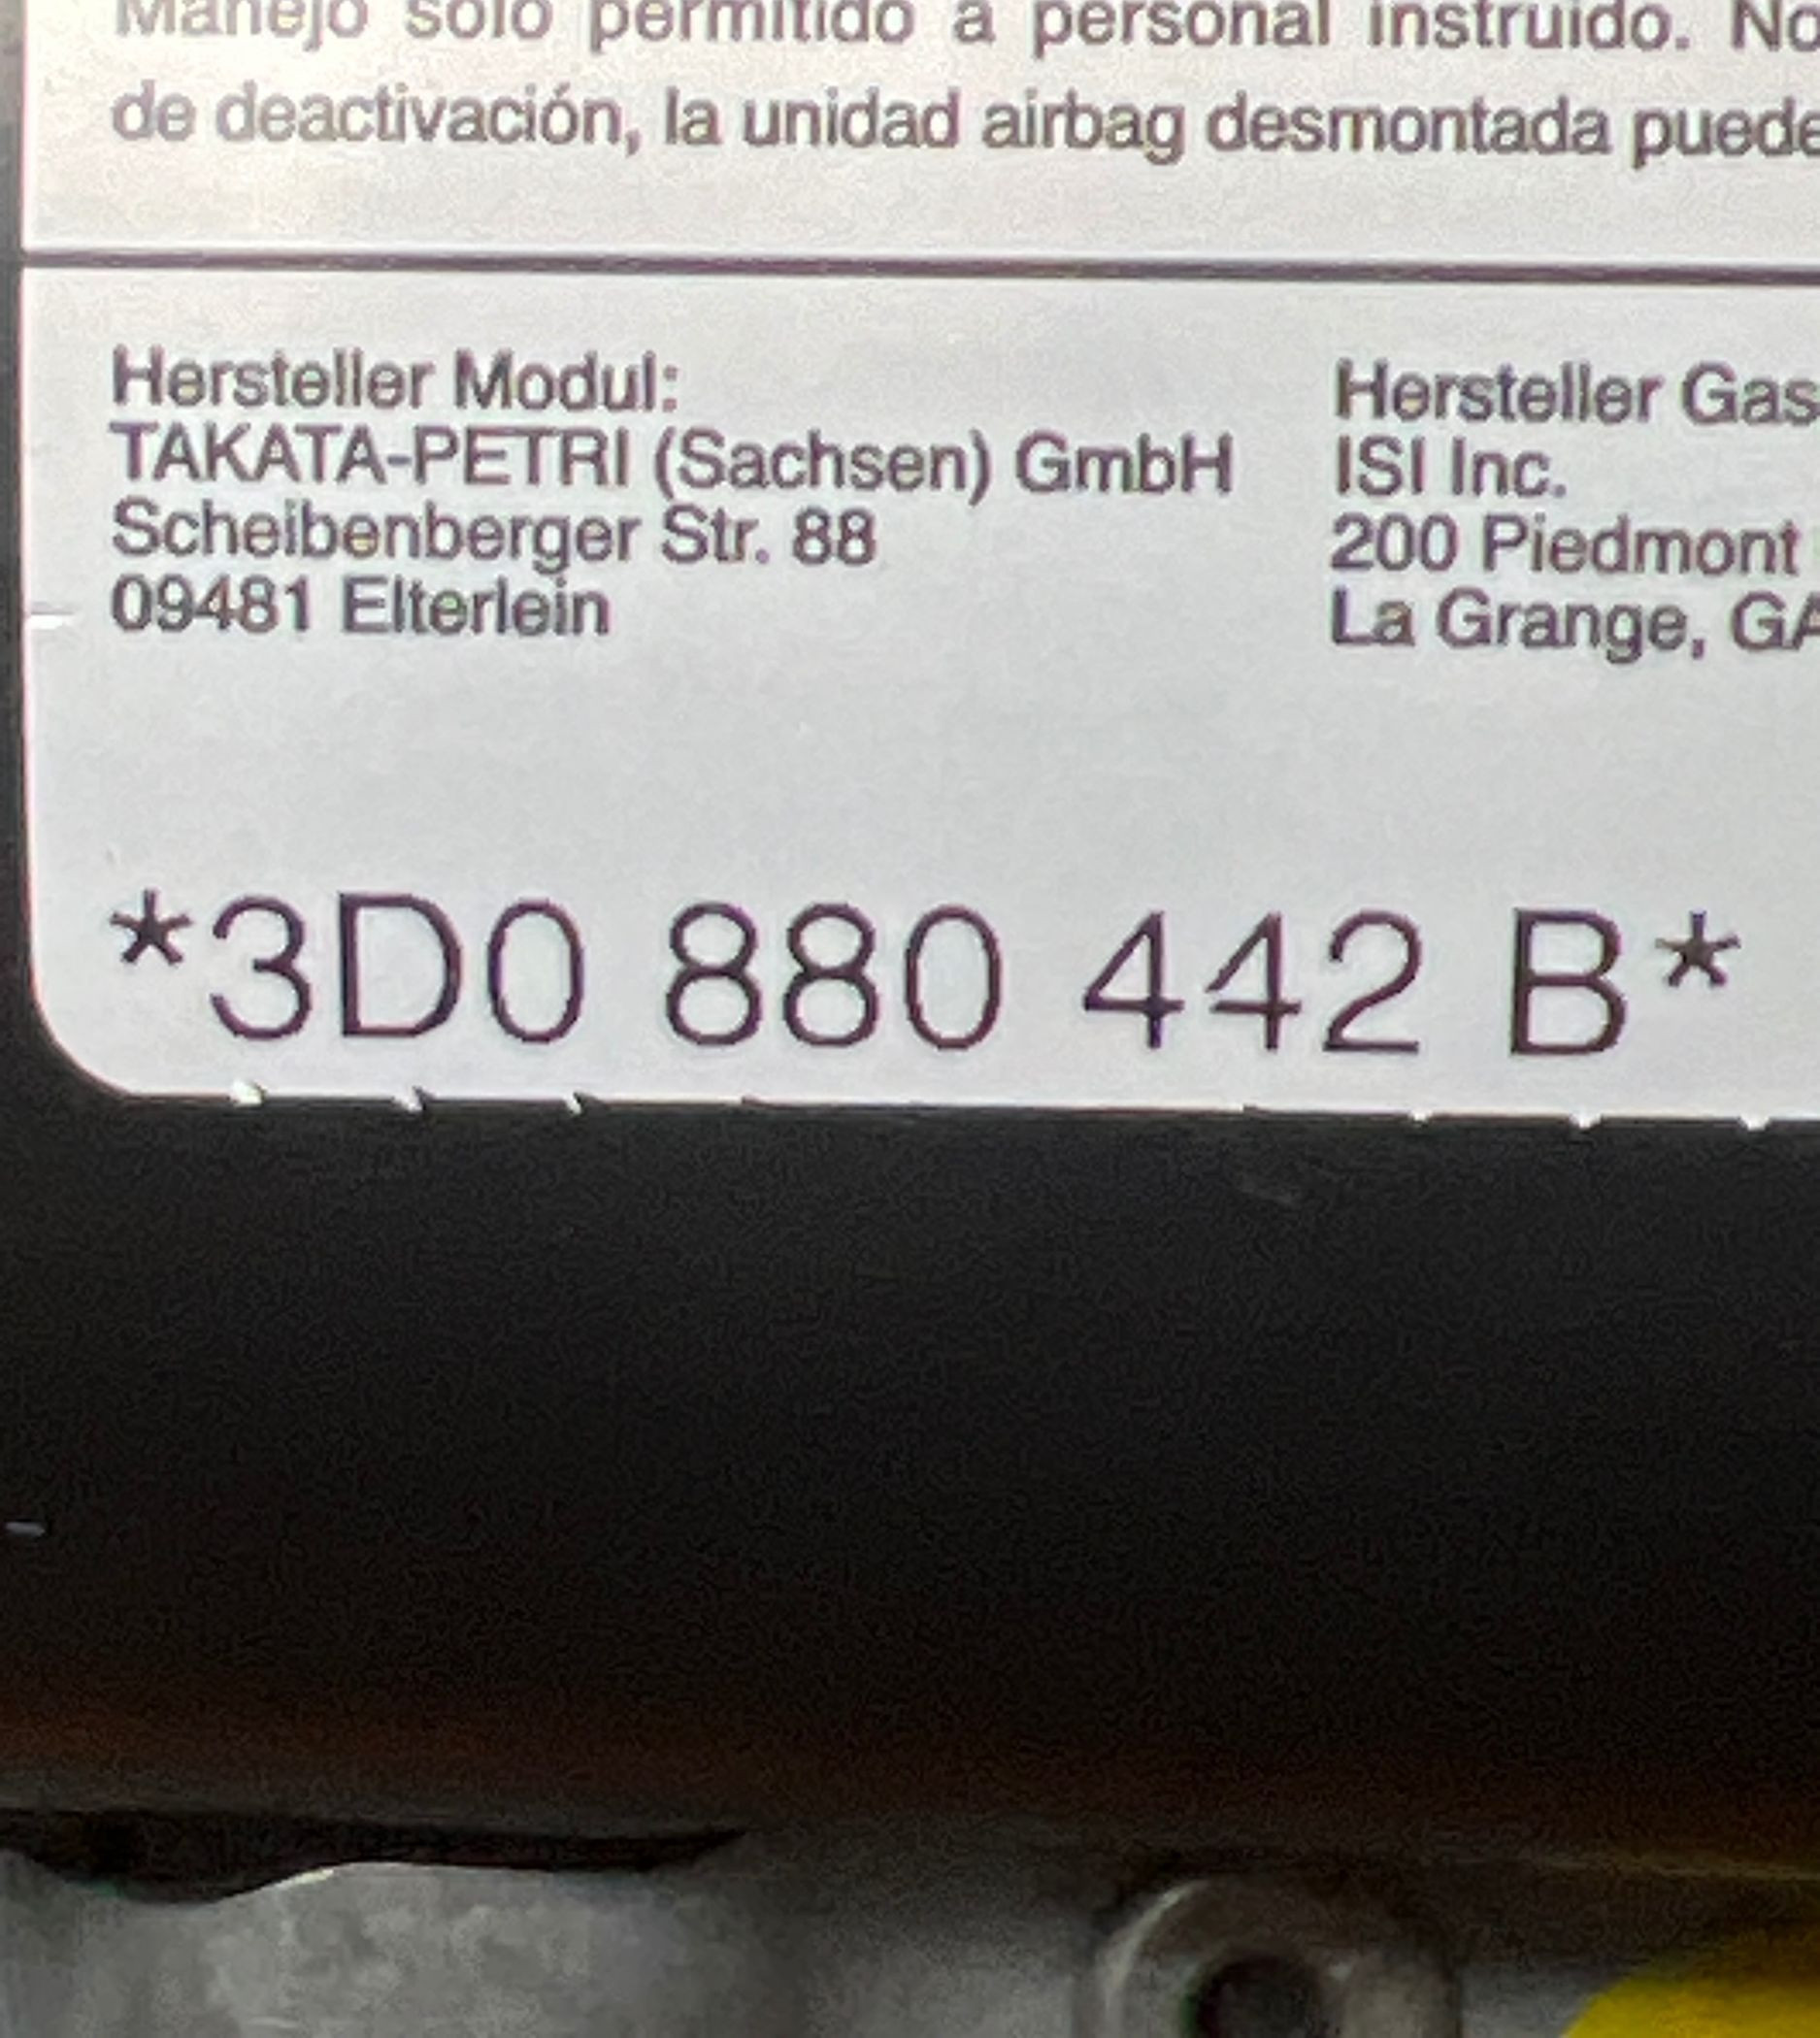 Manejo solo permitido a personal instruido. No
de deactivación, la unidad airbag desmontada puede
Hersteller Modul:
TAKATA-PETRI (Sachsen) GmbH
Scheibenberger Str. 88
09481 Elterlein
Hersteller Gas
ISI Inc.
200 Piedmont
La Grange, GA
*3D0 880 442 B*